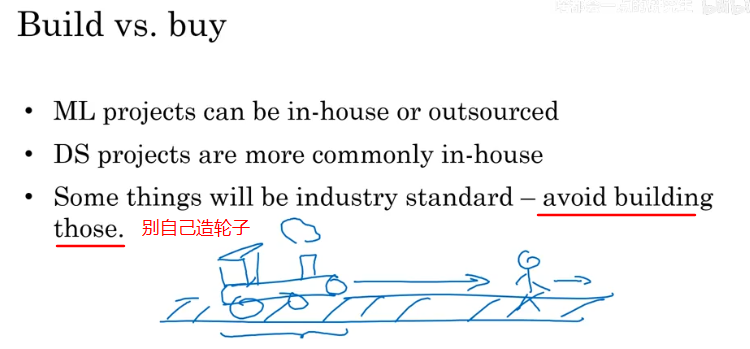 Build vs. buy
• ML projects can be in-house or outsourced
• DS projects are more commonly in-house
• Some things will be industry standard – avoid building
those. 别自己造轮子